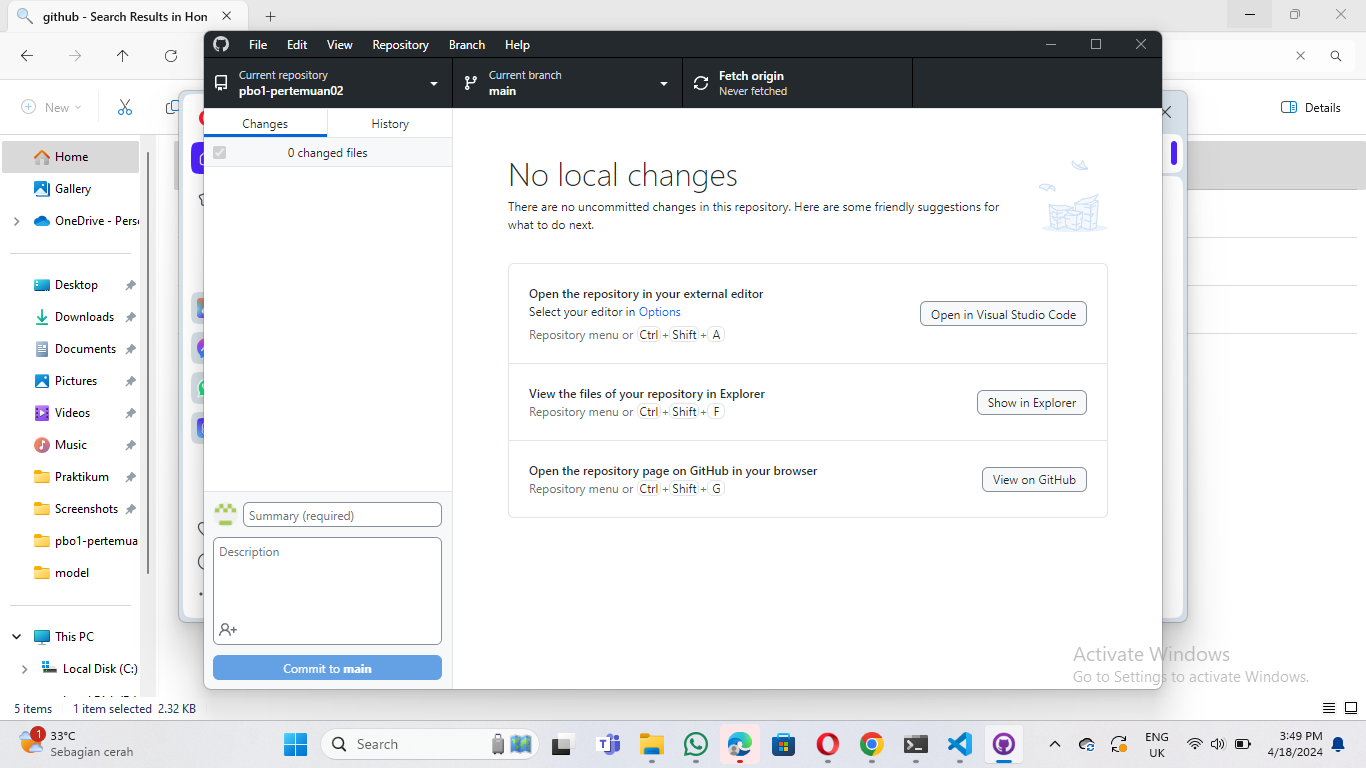 github - Search Results in Hon
File Edit View Repository Branch Help
Current repository
pbo1-pertemuan02
Current branch
main
Fetch origin
Never fetched
New
Details
Changes
History
0 changed files
Home
Gallery
OneDrive - Pers
Desktop
Downloads
Documents
Pictures
Videos
Music
Praktikum
Screenshots
pbo1-pertemua
model
This PC
Local Disk (C:)
No local changes
There are no uncommitted changes in this repository. Here are some friendly suggestions for
what to do next.
Open the repository in your external editor
Select your editor in Options
Repository menu or Ctrl + Shift + A
Open in Visual Studio Code
View the files of your repository in Explorer
Repository menu or Ctrl + Shift + F
Show in Explorer
Open the repository page on GitHub in your browser
Repository menu or Ctrl + Shift + G
View on GitHub
Summary (required)
Description
Commit to main
Activate Windows
Go to Settings to activate Windows.
5 items 1 item selected 2.32 KB
1
33°C
Sebagian cerah
Search
ENG
UK
3:49 PM
4/18/2024